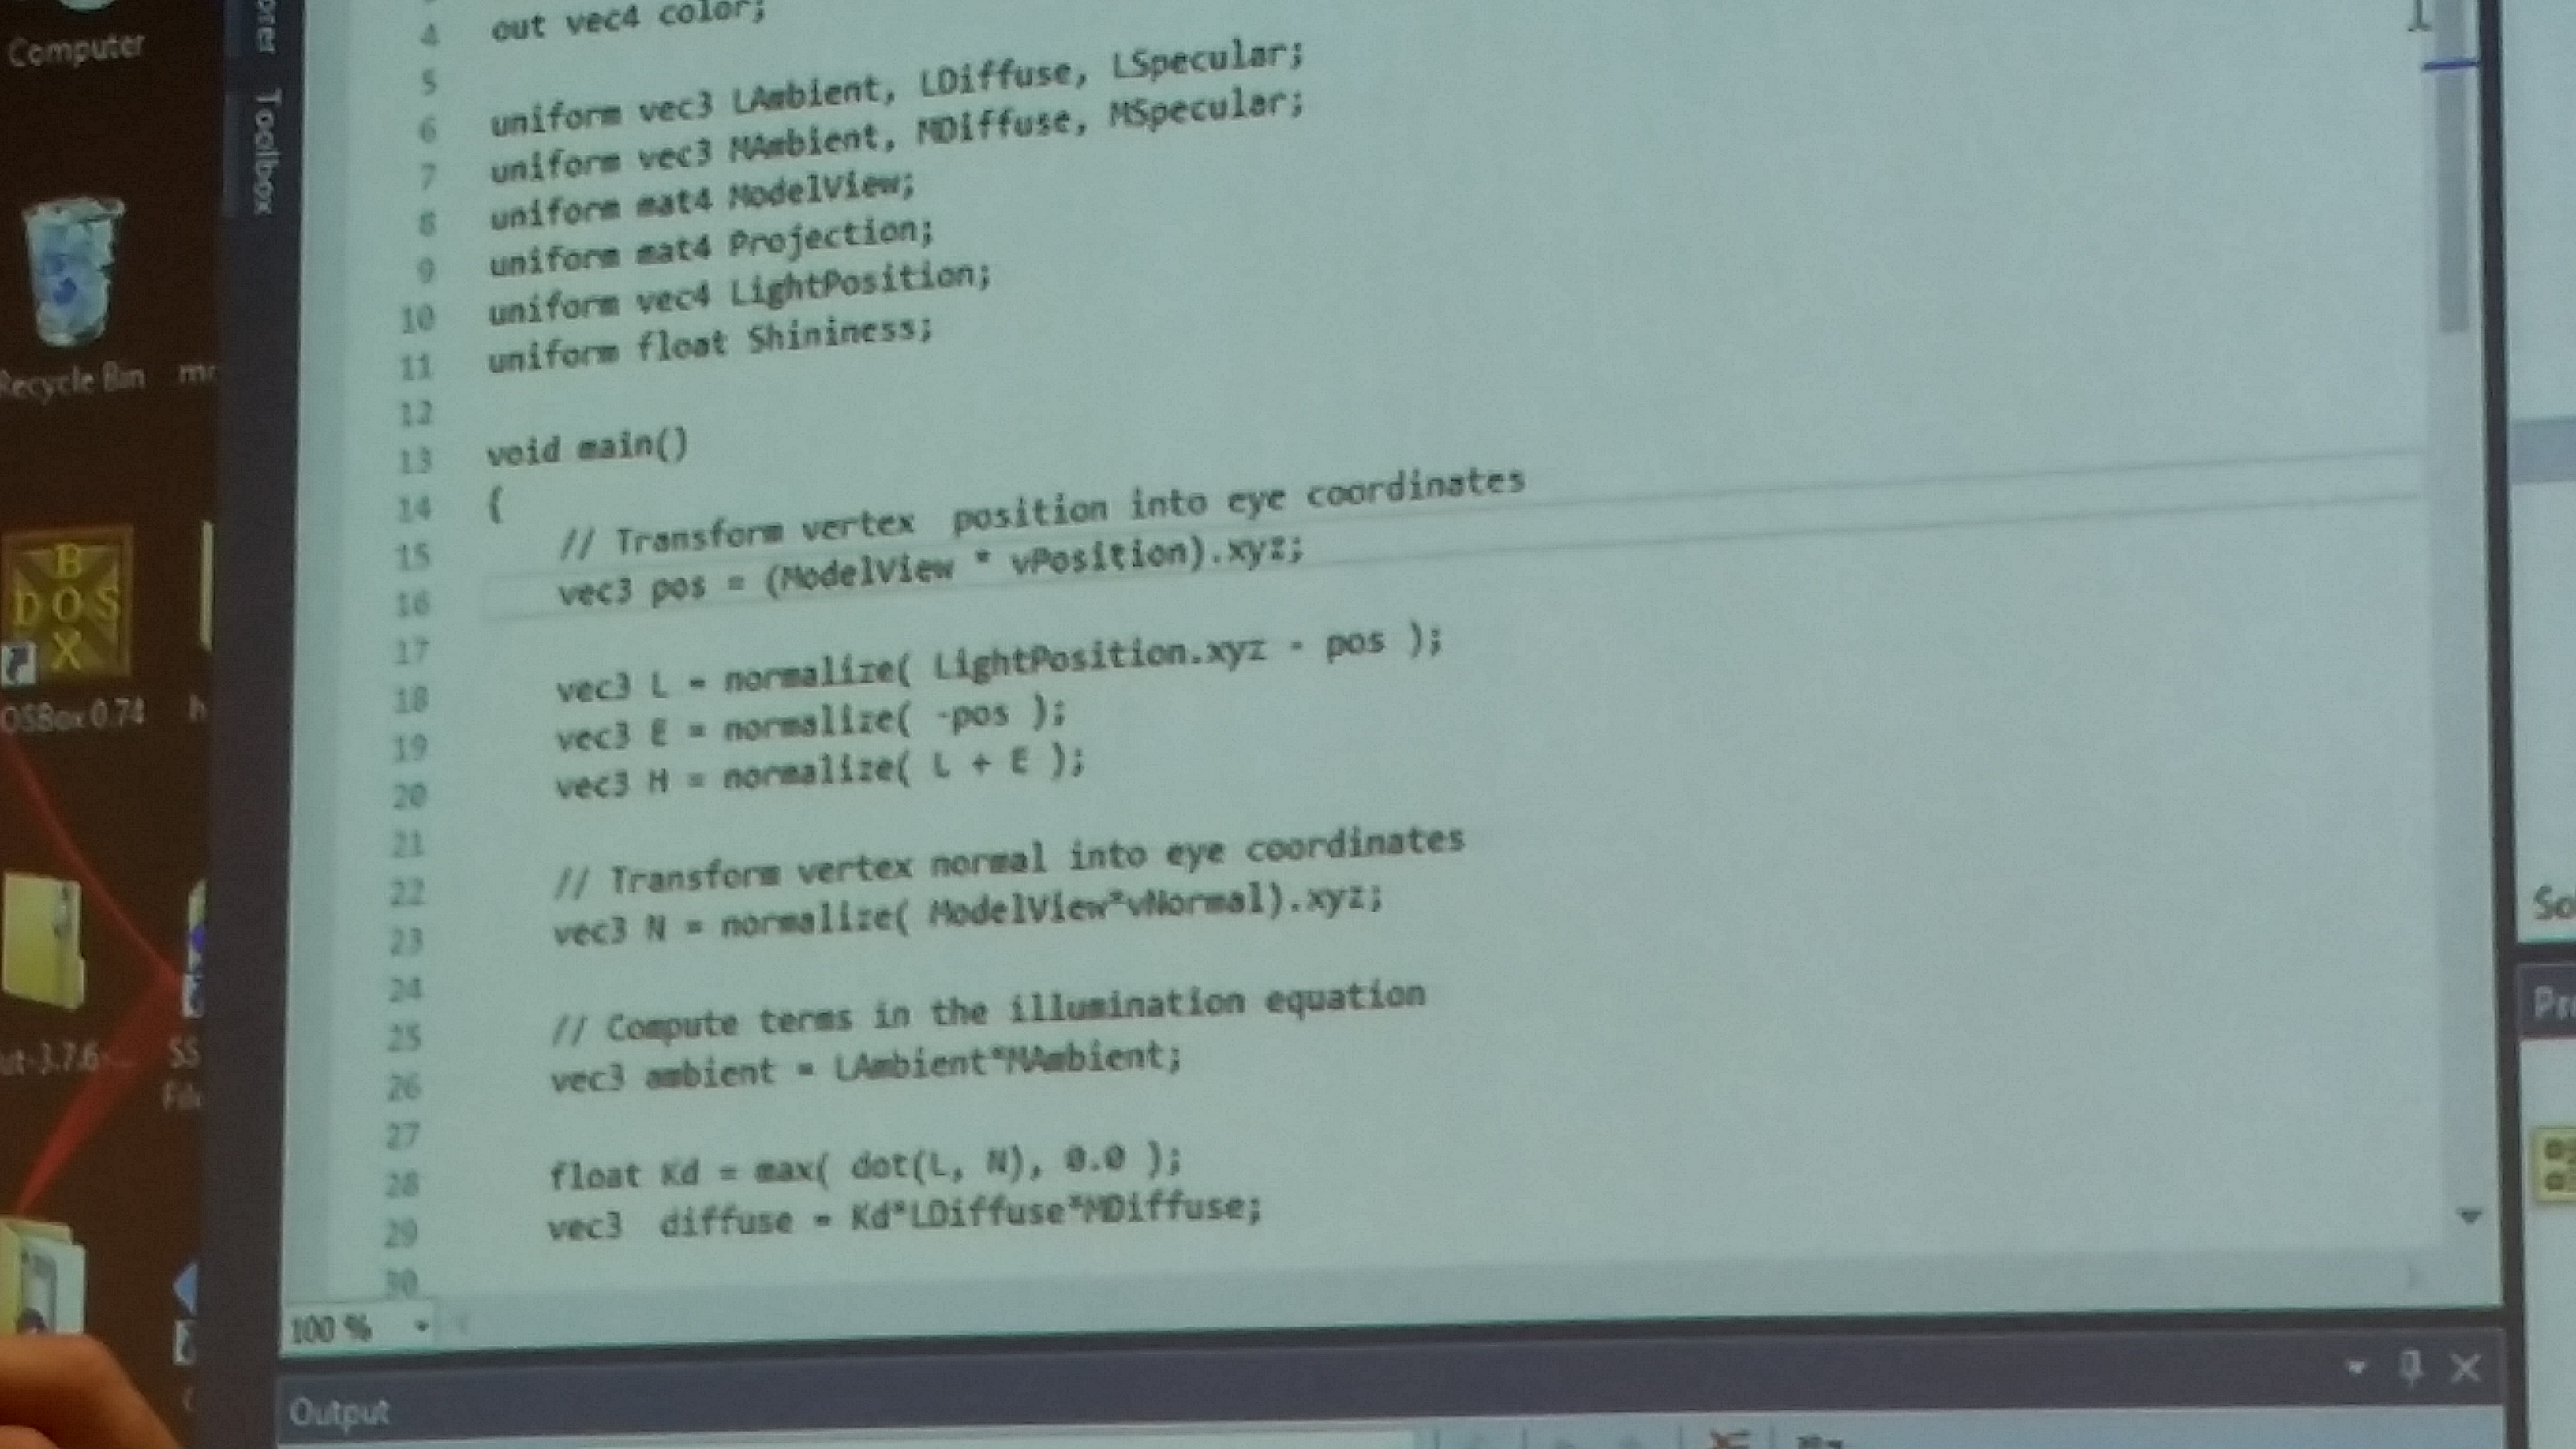 Computer
Recycle Bin
B
DOS
X
OSBox 0.74
ut-3.7.6-...
SS
File
orer
Toolbox
4 out vec4 color;
5
6 uniform vec3 LAmbient, LDiffuse, LSpecular;
7 uniform vec3 MAmbient, MDiffuse, MSpecular;
8 uniform mat4 ModelView;
9 uniform mat4 Projection;
10 uniform vec4 LightPosition;
11 uniform float Shininess;
12
13 void main()
14 {
15 // Transform vertex  position into eye coordinates
16 vec3 pos = (ModelView * vPosition).xyz;
17
18 vec3 L = normalize( LightPosition.xyz - pos );
19 vec3 E = normalize( -pos );
20 vec3 H = normalize( L + E );
21
22 // Transform vertex normal into eye coordinates
23 vec3 N = normalize( ModelView*vNormal).xyz;
24
25 // Compute terms in the illumination equation
26 vec3 ambient = LAmbient*MAmbient;
27
28 float Kd = max( dot(L, N), 0.0 );
29 vec3  diffuse = Kd*LDiffuse*MDiffuse;
30
100 %
Output
So